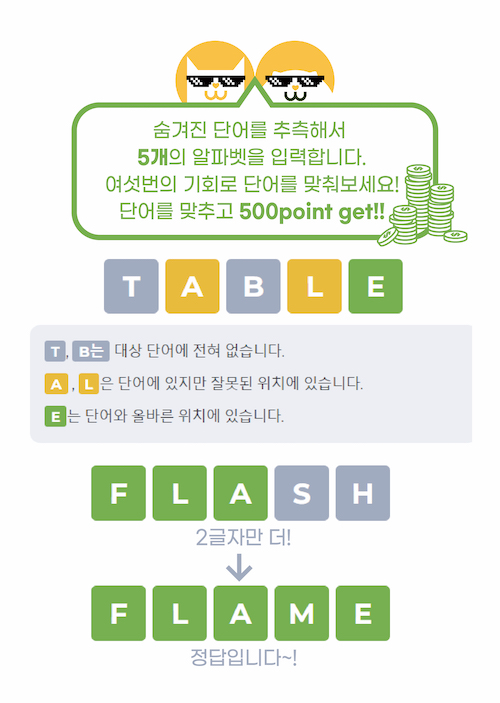 숨겨진 단어를 추측해서
5개의 알파벳을 입력합니다.
여섯번의 기회로 단어를 맞춰보세요!
단어를 맞추고 500point get!!
T A B L E
T, B는 대상 단어에 전혀 없습니다.
A, L은 단어에 있지만 잘못된 위치에 있습니다.
E는 단어와 올바른 위치에 있습니다.
F L A S H
2글자만 더!
F L A M E
정답입니다~!